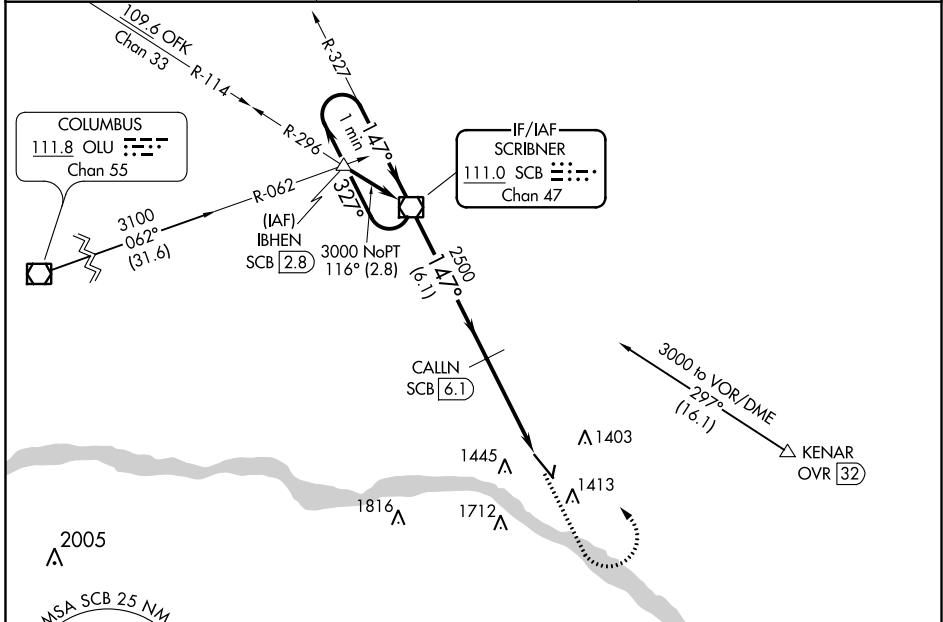 109.6 OFK
Chan 33
R-114
R-296
R-327
147°
1 min
327°
COLUMBUS
111.8 OLU
Chan 55
IF/IAF
SCRIBNER
111.0 SCB
Chan 47
R-062
3100
062°
(31.6)
(IAF)
IBHEN
SCB 2.8
3000 NoPT
116° (2.8)
2500
147°
(6.1)
CALLN
SCB 6.1
3000 to VOR/DME
297°
(16.1)
KENAR
OVR 32
1403
1445
1413
1816
1712
2005
MSA SCB 25 NM